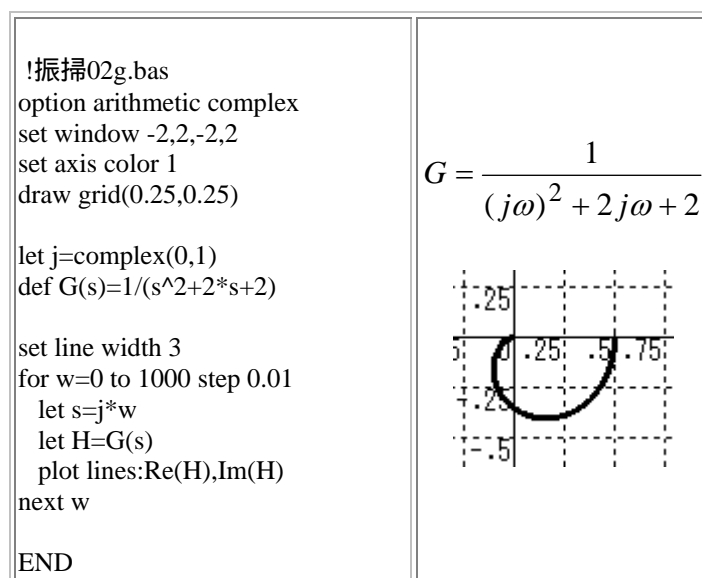 !振掃02g.bas
option arithmetic complex
set window -2,2,-2,2
set axis color 1
draw grid(0.25,0.25)
let j=complex(0,1)
def G(s)=1/(s^2+2*s+2)
set line width 3
for w=0 to 1000 step 0.01
let s=j*w
let H=G(s)
plot lines:Re(H),Im(H)
next w
END
G = 1 / ((jω)^2 + 2jω + 2)
.25
0 .25 .5 .75
-.25
-.5